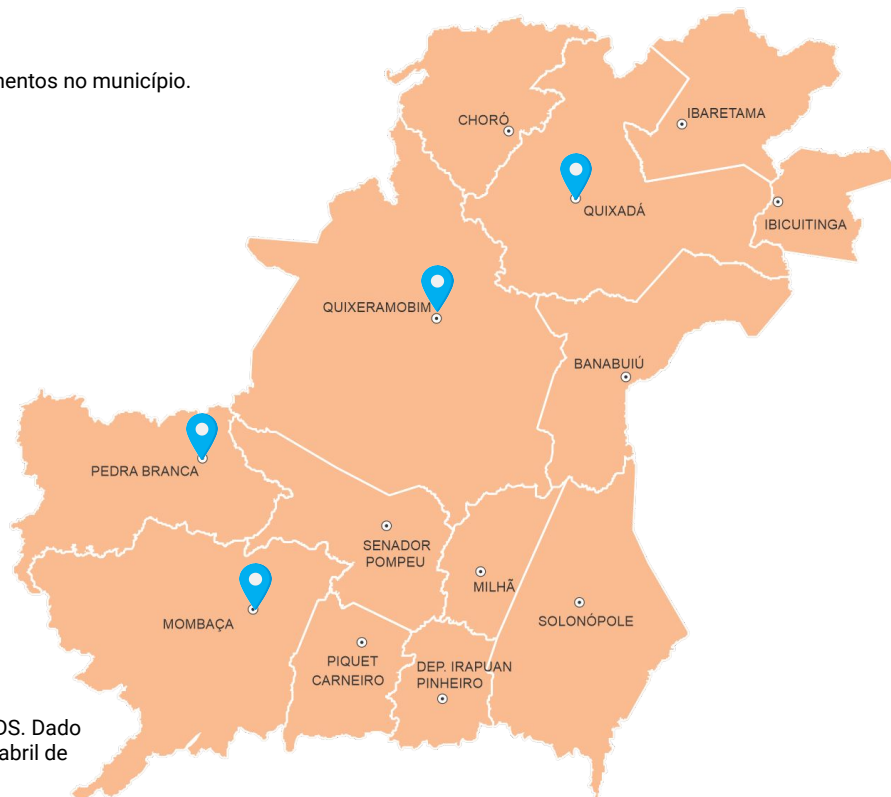 mentos no município.
CHORÓ
IBARETAMA
QUIXADÁ
IBICUITINGA
QUIXERAMOBIM
BANABUIÚ
PEDRA BRANCA
SENADOR
POMPEU
MILHÃ
MOMBAÇA
SOLONÓPOLE
PIQUET
CARNEIRO
DEP. IRAPUAN
PINHEIRO
DS. Dado
abril de